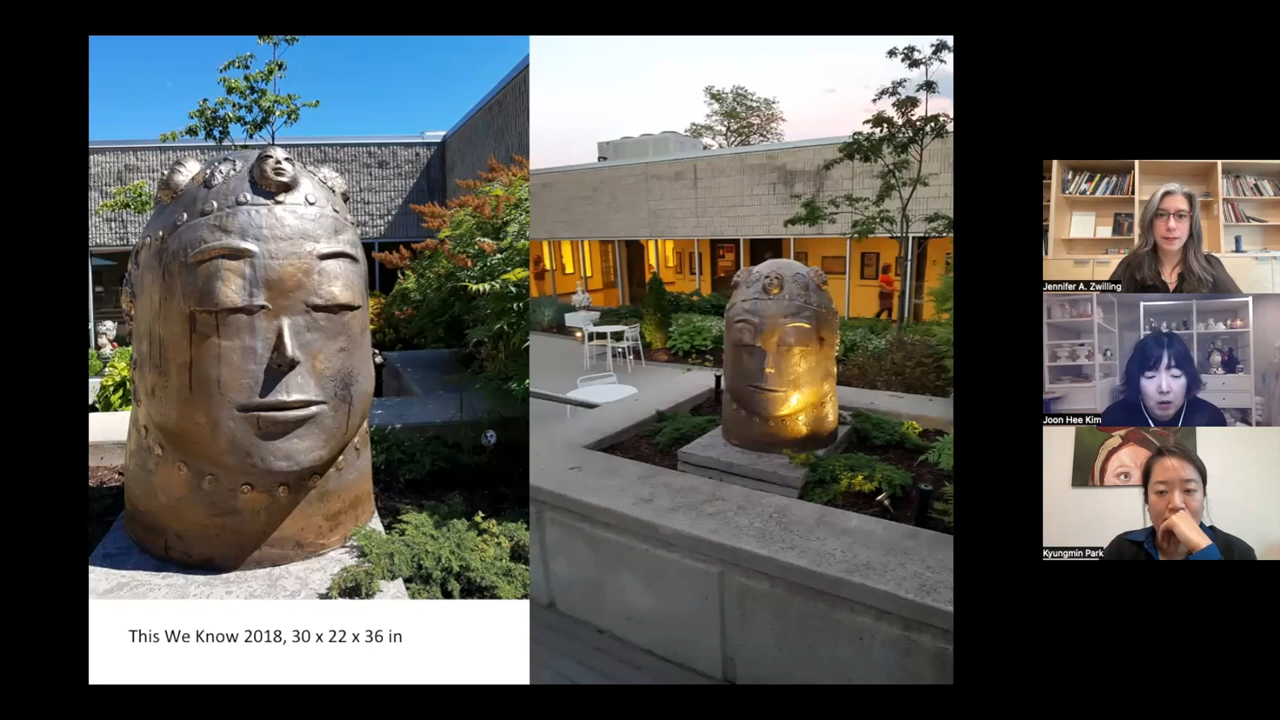 This We Know 2018, 30 x 22 x 36 in
Jennifer A. Zwilling
Joon Hee Kim
Kyungmin Park